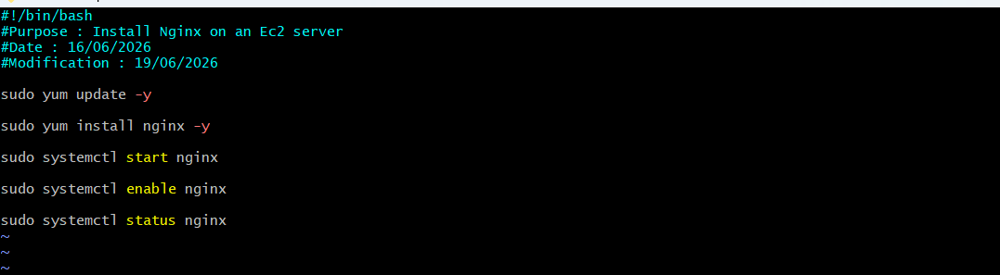 #!/bin/bash
#Purpose : Install Nginx on an Ec2 server
#Date : 16/06/2026
#Modification : 19/06/2026
sudo yum update -y
sudo yum install nginx -y
sudo systemctl start nginx
sudo systemctl enable nginx
sudo systemctl status nginx
~
~
~